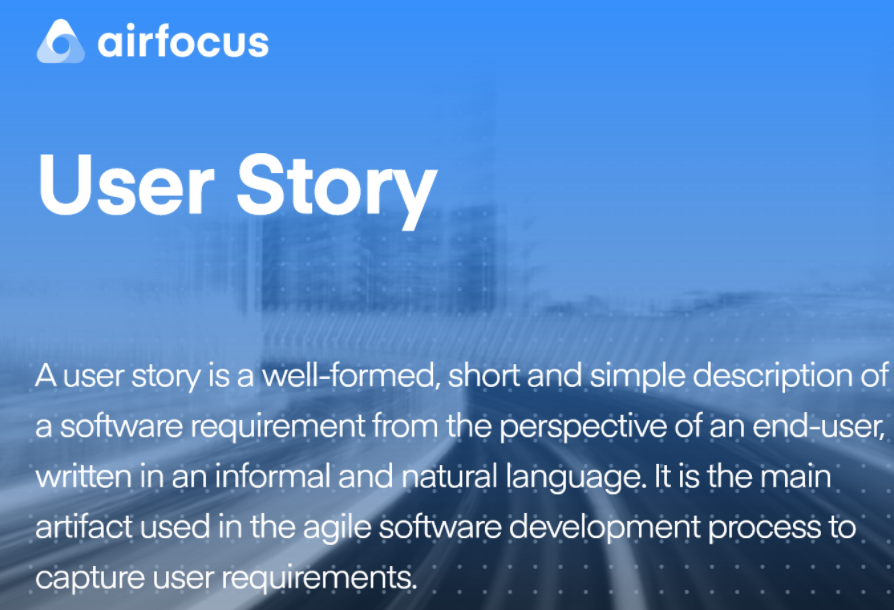 airfocus
User Story
A user story is a well-formed, short and simple description of
a software requirement from the perspective of an end-user,
written in an informal and natural language. It is the main
artifact used in the agile software development process to
capture user requirements.